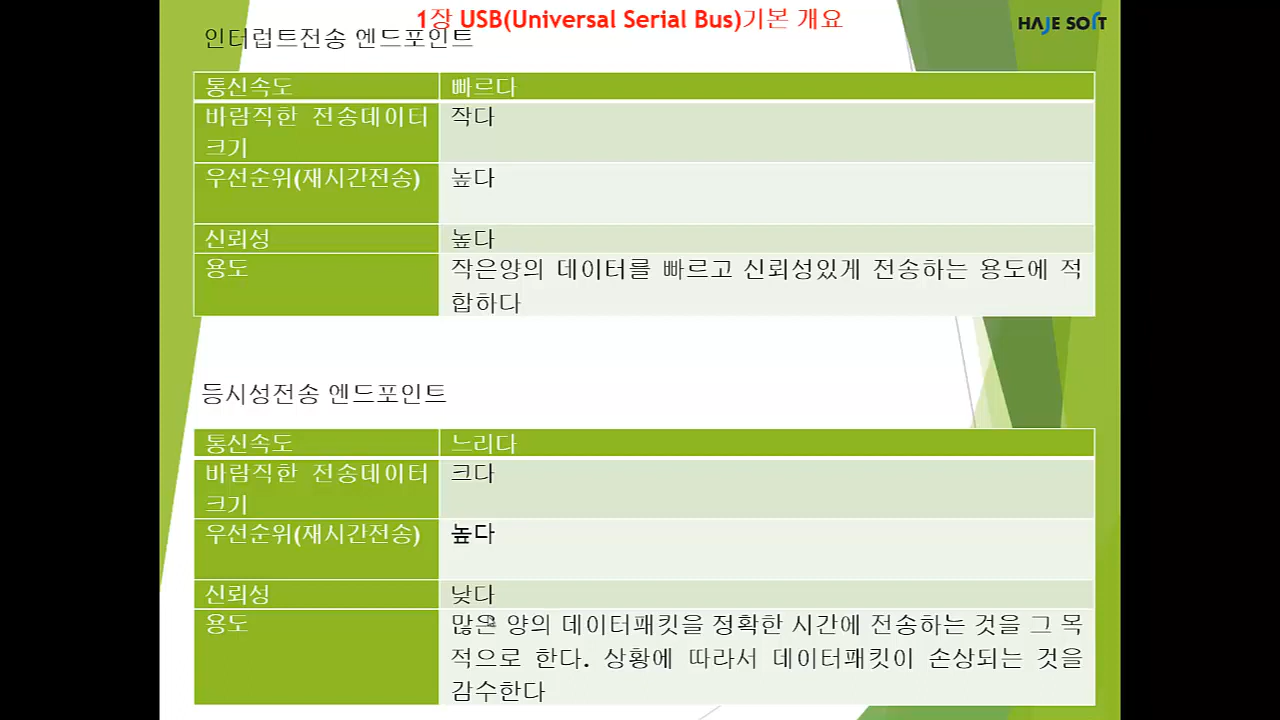 1장 USB(Universal Serial Bus)기본 개요
HAJE SOFT
인터럽트전송 엔드포인트
통신속도 빠르다
바람직한 전송데이터 작다
크기
우선순위(재시간전송) 높다
신뢰성 높다
용도 작은양의 데이터를 빠르고 신뢰성있게 전송하는 용도에 적
합하다
등시성전송 엔드포인트
통신속도 느리다
바람직한 전송데이터 크다
크기
우선순위(재시간전송) 높다
신뢰성 낮다
용도 많은 양의 데이터패킷을 정확한 시간에 전송하는 것을 그 목
적으로 한다. 상황에 따라서 데이터패킷이 손상되는 것을
감수한다